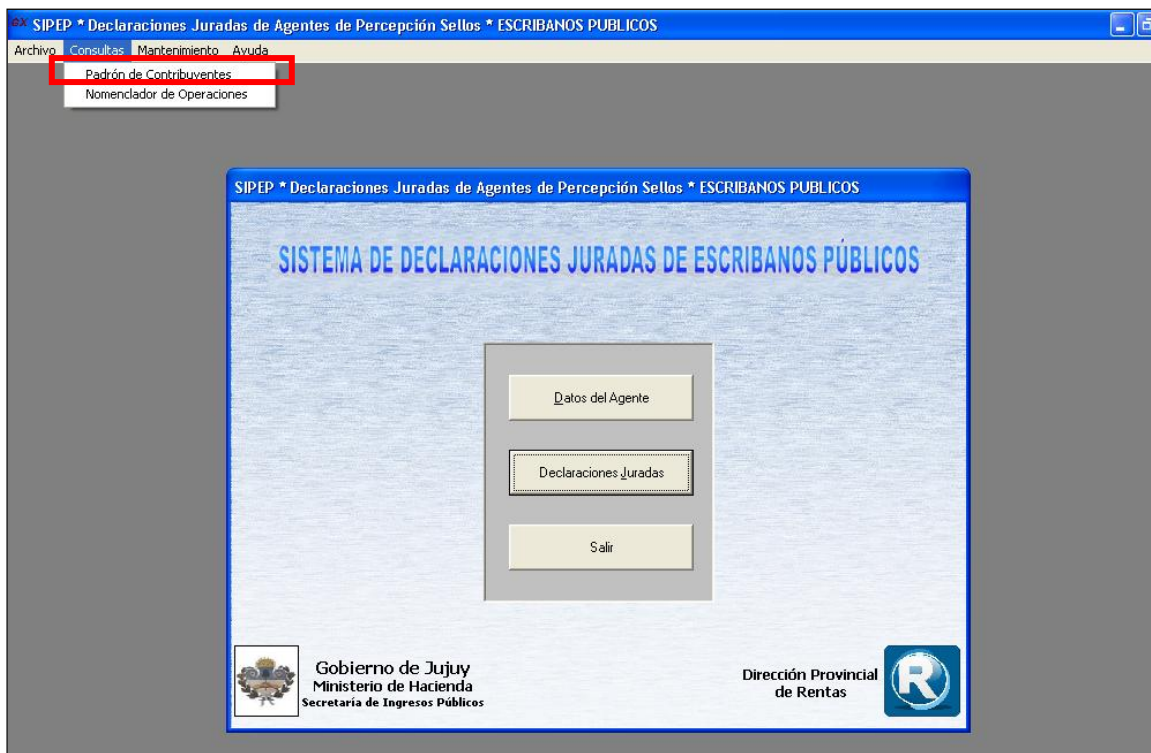 SIPEP * Declaraciones Juradas de Agentes de Percepción Sellos * ESCRIBANOS PUBLICOS
Archivo Consultas Mantenimiento Ayuda
Padrón de Contribuyentes
Nomenclador de Operaciones
SIPEP * Declaraciones Juradas de Agentes de Percepción Sellos * ESCRIBANOS PUBLICOS
SISTEMA DE DECLARACIONES JURADAS DE ESCRIBANOS PÚBLICOS
Datos del Agente
Declaraciones Juradas
Salir
Gobierno de Jujuy
Ministerio de Hacienda
Secretaría de Ingresos Públicos
Dirección Provincial
de Rentas
R